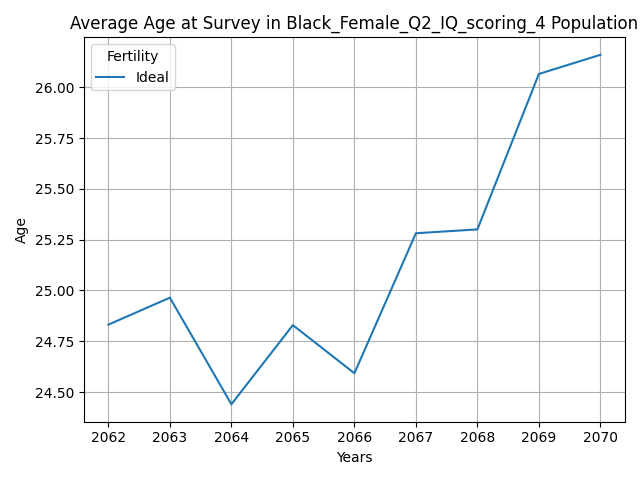 Average Age at Survey in Black_Female_Q2_IQ_scoring_4 Population
Fertility
Ideal
26.00
25.75
25.50
25.25
25.00
24.75
24.50
Age
2062 2063 2064 2065 2066 2067 2068 2069 2070
Years